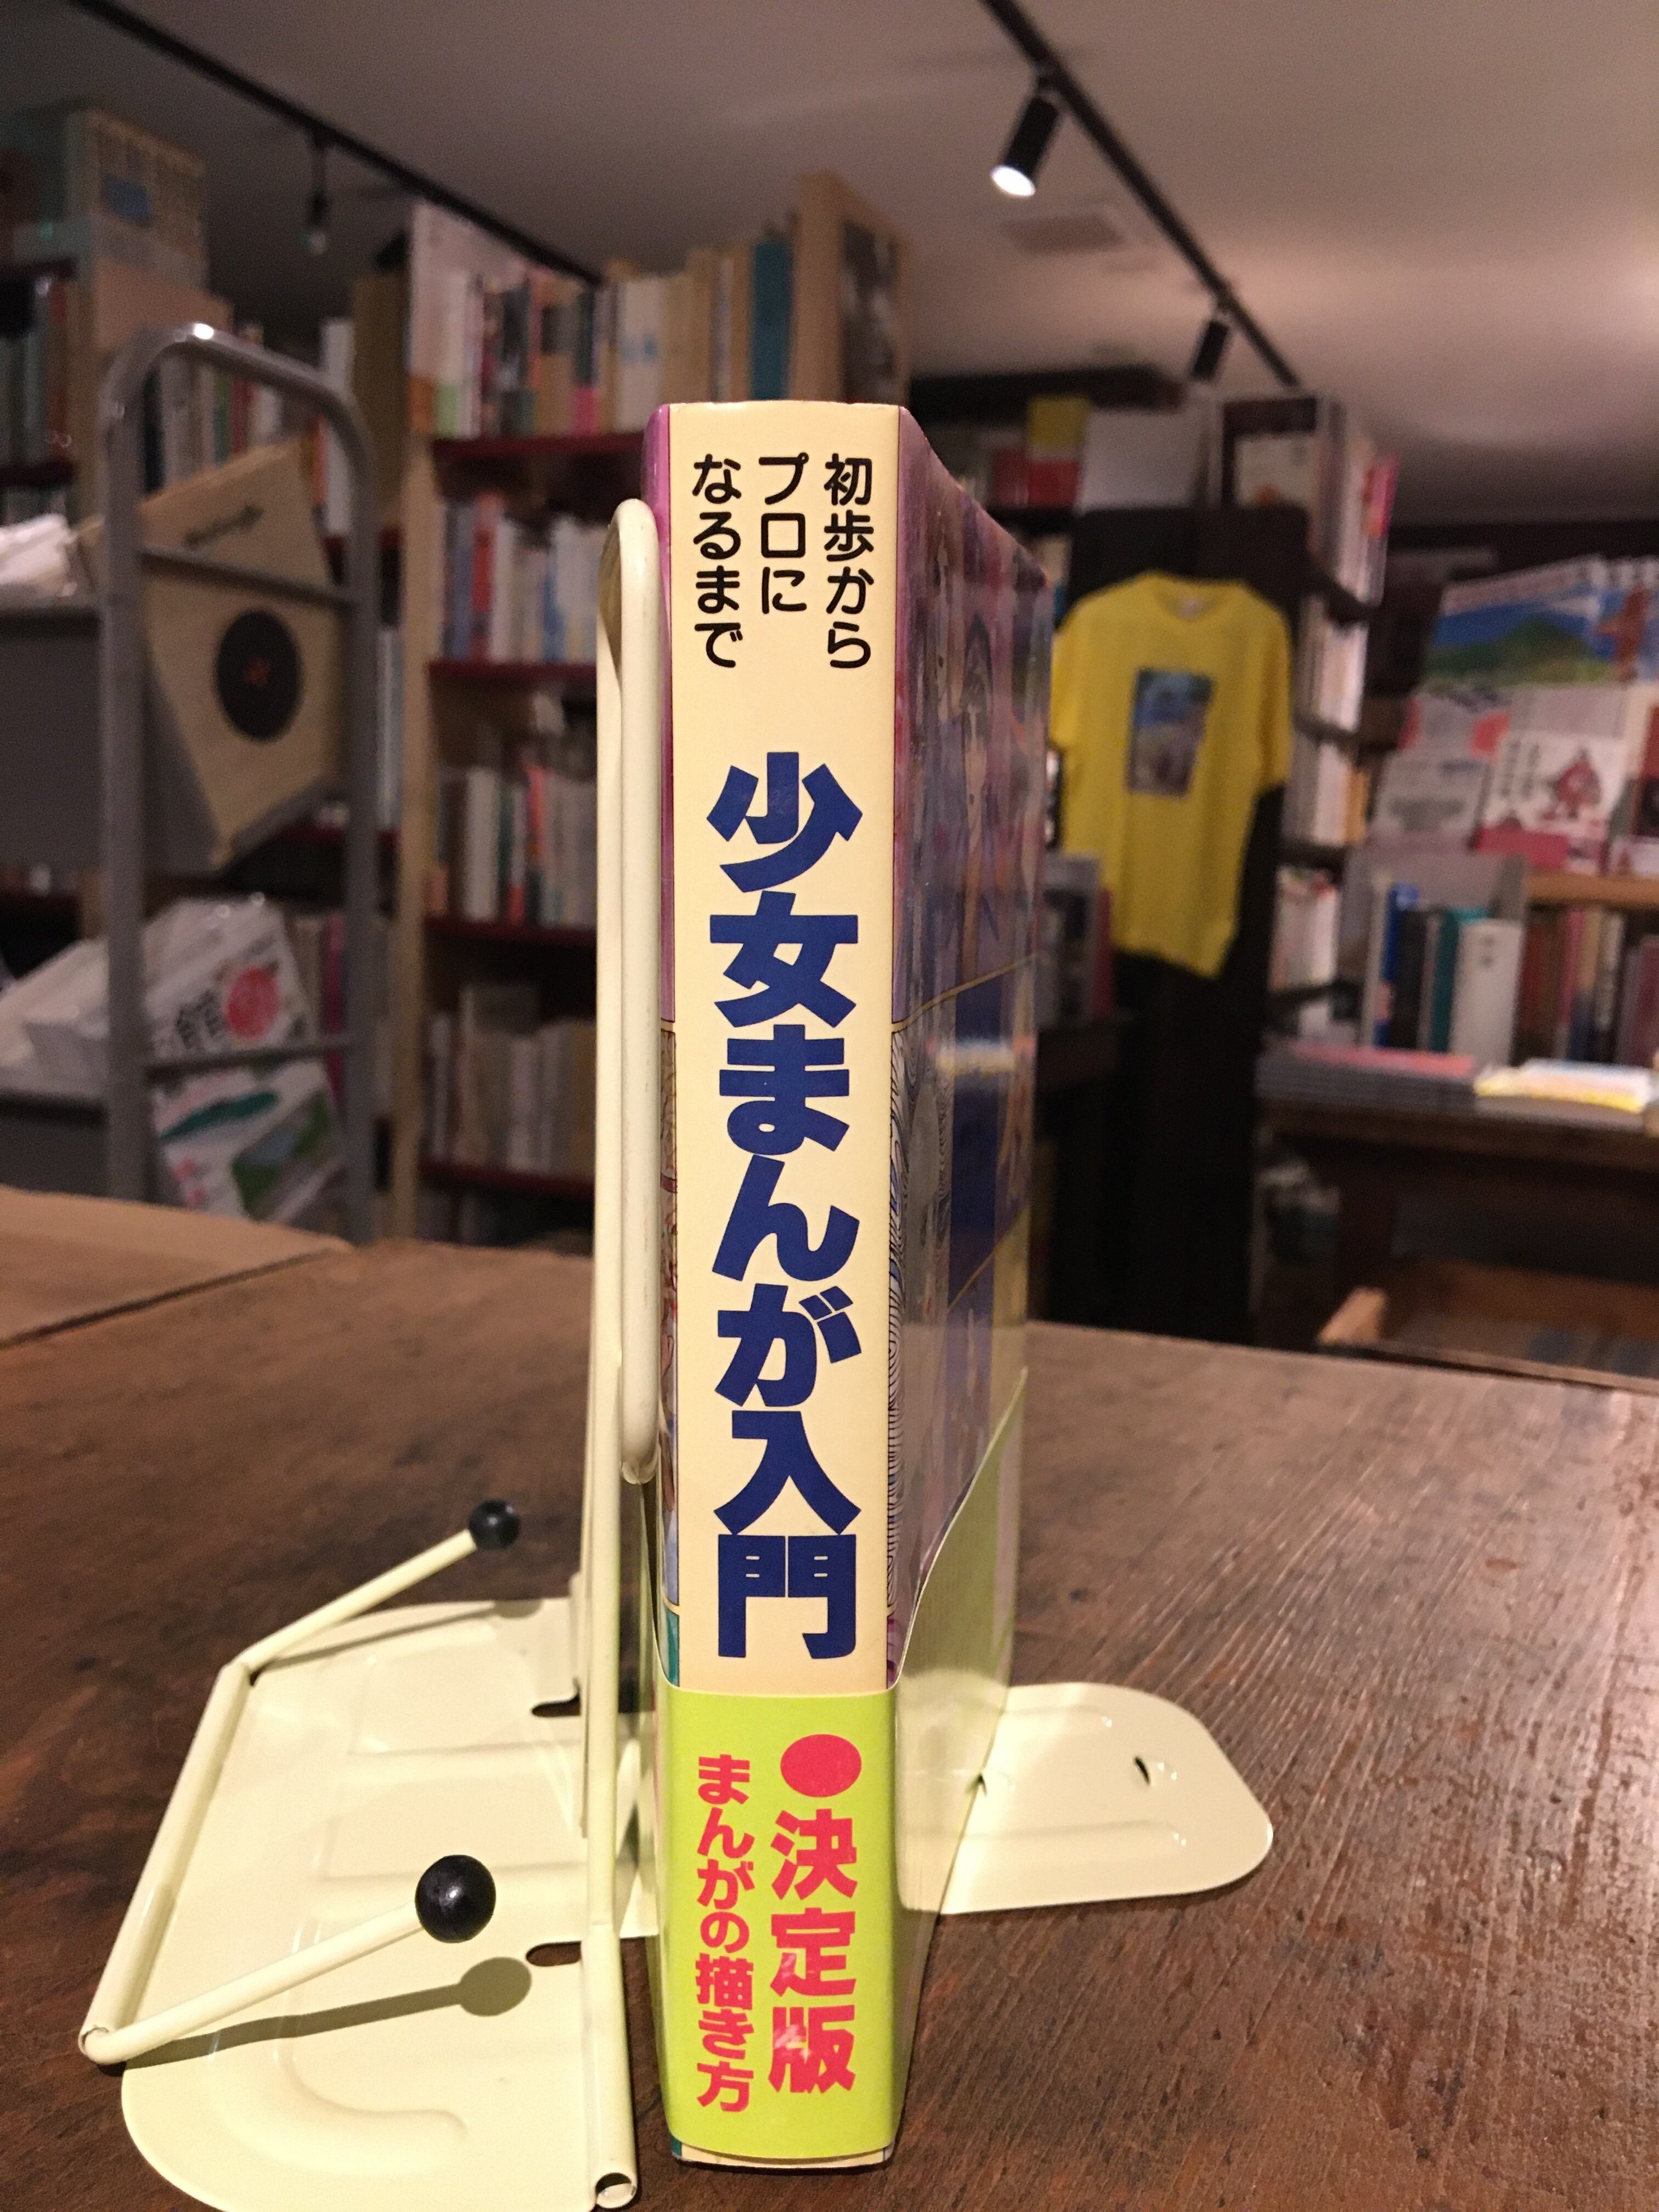 初歩から
プロに
なるまで
少女まんが入門
●決定版
まんがの描き方